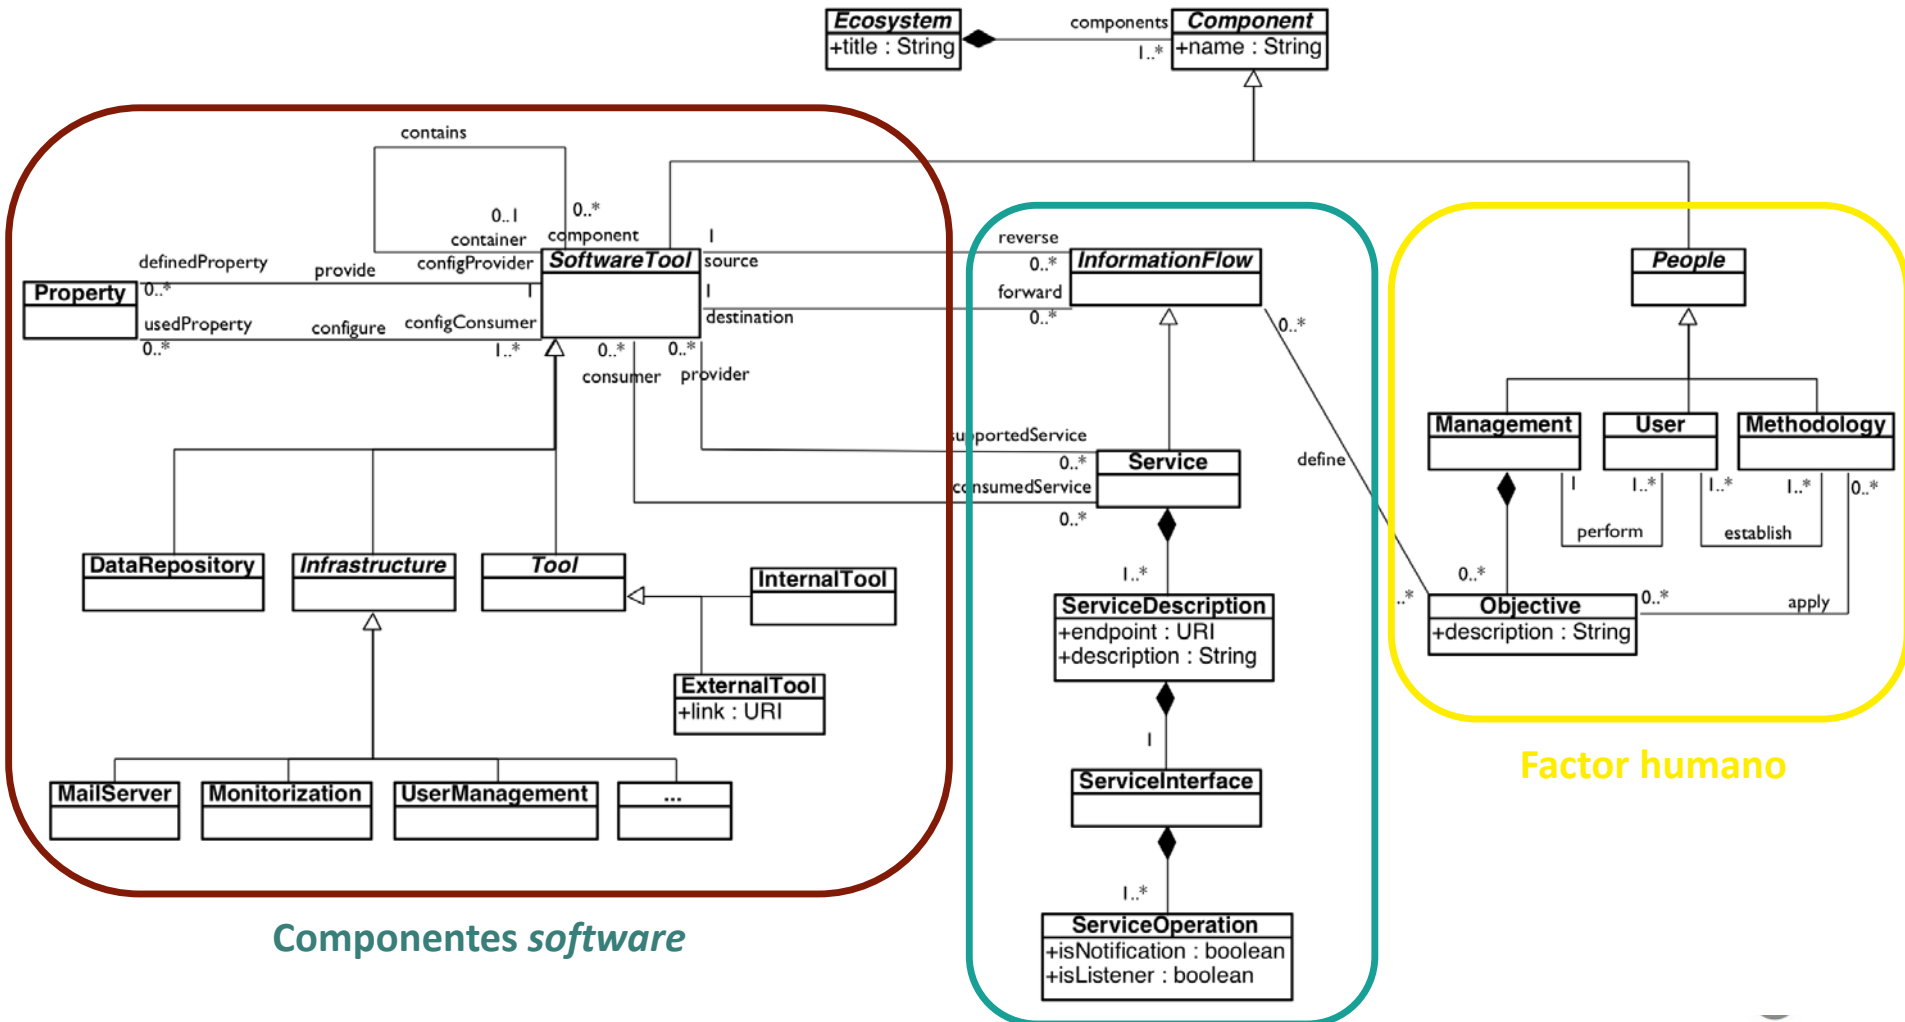 Ecosystem
+title : String
components
1..*
Component
+name : String
contains
0..1
container
0..*
component
definedProperty
0..*
provide
configProvider
1
Property
usedProperty
0..*
configure
configConsumer
1..*
SoftwareTool
1
source
reverse
0..*
1
destination
forward
0..*
InformationFlow
0..*
People
0..*
consumer
0..*
provider
supportedService
0..*
consumedService
0..*
Service
define
Management
User
Methodology
1
1..*
1..*
1..*
0..*
perform
establish
DataRepository
Infrastructure
Tool
InternalTool
ExternalTool
+link : URI
1..*
ServiceDescription
+endpoint : URI
+description : String
0..*
..*
Objective
+description : String
0..*
apply
1
ServiceInterface
MailServer
Monitorization
UserManagement
...
1..*
ServiceOperation
+isNotification : boolean
+isListener : boolean
Factor humano
Componentes software